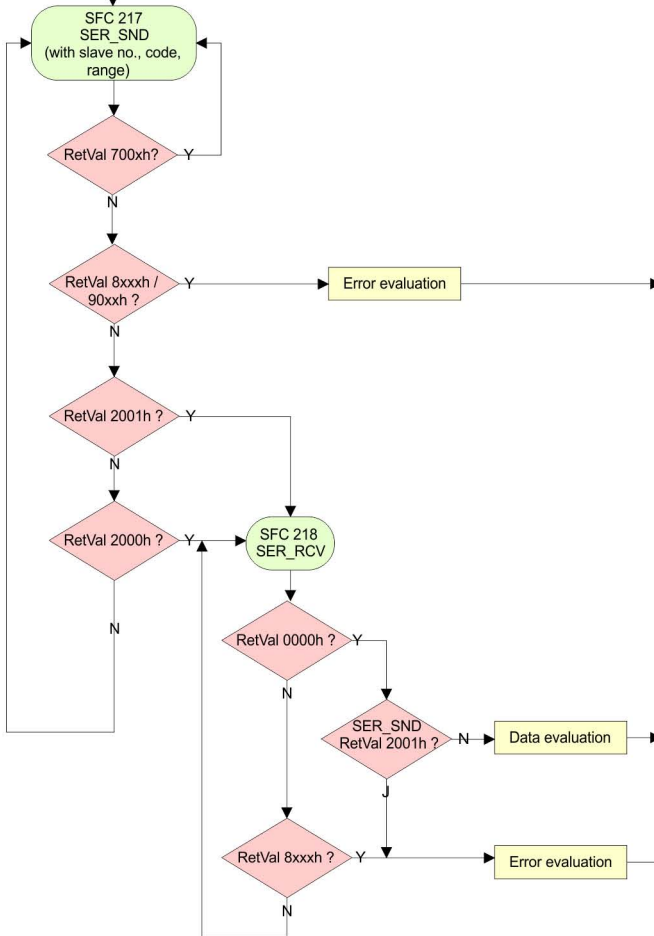 SFC 217
SER_SND
(with slave no., code,
range)
RetVal 700xh?
Y
N
RetVal 8xxxh /
90xxh ?
Y
Error evaluation
N
RetVal 2001h ?
Y
N
RetVal 2000h ?
Y
SFC 218
SER_RCV
N
RetVal 0000h ?
Y
N
SER_SND
RetVal 2001h ?
N
Data evaluation
J
RetVal 8xxxh ?
Y
Error evaluation
N